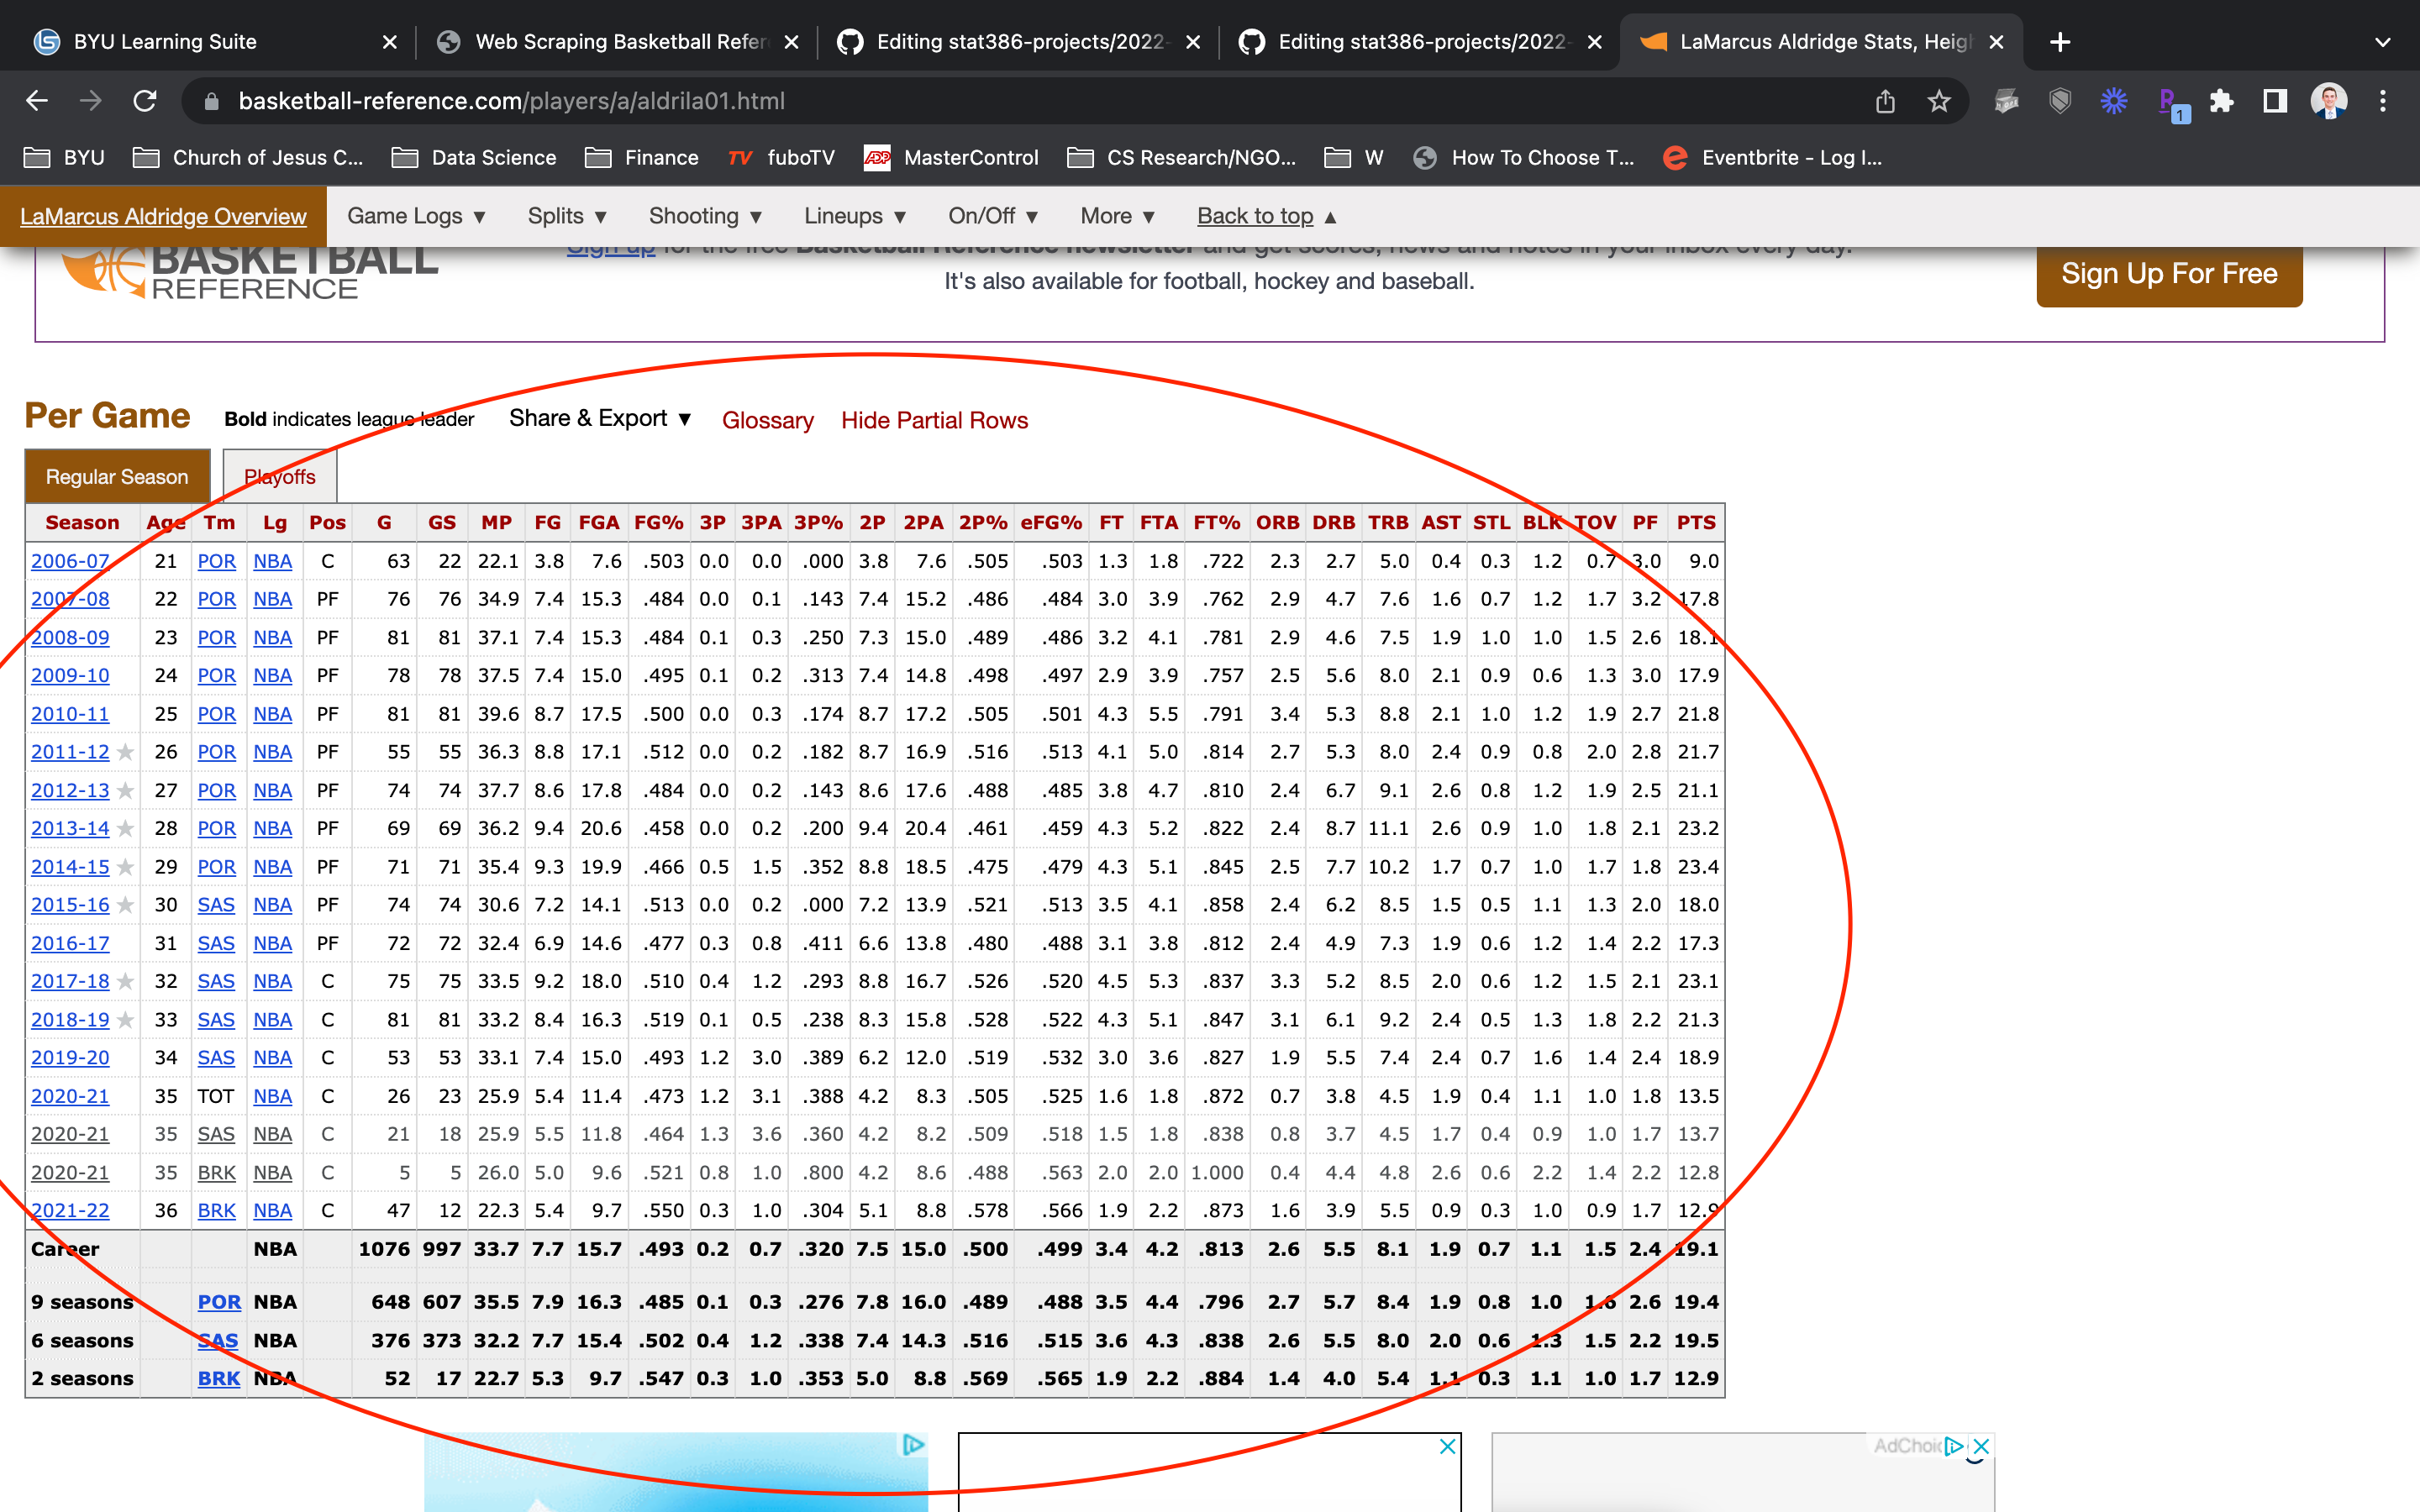 BYU Learning Suite
Web Scraping Basketball Refer
Editing stat386-projects/2022-
Editing stat386-projects/2022-
LaMarcus Aldridge Stats, Heigh
basketball-reference.com/players/a/aldrila01.html
1
BYU
Church of Jesus C...
Data Science
Finance
TV fuboTV
ADP MasterControl
CS Research/NGO...
W
How To Choose T...
Eventbrite - Log I...
LaMarcus Aldridge Overview
Game Logs ▼
Splits ▼
Shooting ▼
Lineups ▼
On/Off ▼
More ▼
Back to top ▲
BASKETBALL
REFERENCE
Sign up for the free Basketball Reference newsletter and get scores, news and notes in your inbox every day.
It's also available for football, hockey and baseball.
Sign Up For Free
Per Game
Bold indicates league leader
Share & Export ▼
Glossary
Hide Partial Rows
Regular Season
Playoffs
Season Age Tm Lg Pos G GS MP FG FGA FG% 3P 3PA 3P% 2P 2PA 2P% eFG% FT FTA FT% ORB DRB TRB AST STL BLK TOV PF PTS
2006-07 21 POR NBA C 63 22 22.1 3.8 7.6 .503 0.0 0.0 .000 3.8 7.6 .505 .503 1.3 1.8 .722 2.3 2.7 5.0 0.4 0.3 1.2 0.7 3.0 9.0
2007-08 22 POR NBA PF 76 76 34.9 7.4 15.3 .484 0.0 0.1 .143 7.4 15.2 .486 .484 3.0 3.9 .762 2.9 4.7 7.6 1.6 0.7 1.2 1.7 3.2 17.8
2008-09 23 POR NBA PF 81 81 37.1 7.4 15.3 .484 0.1 0.3 .250 7.3 15.0 .489 .486 3.2 4.1 .781 2.9 4.6 7.5 1.9 1.0 1.0 1.5 2.6 18.1
2009-10 24 POR NBA PF 78 78 37.5 7.4 15.0 .495 0.1 0.2 .313 7.4 14.8 .498 .497 2.9 3.9 .757 2.5 5.6 8.0 2.1 0.9 0.6 1.3 3.0 17.9
2010-11 25 POR NBA PF 81 81 39.6 8.7 17.5 .500 0.0 0.3 .174 8.7 17.2 .505 .501 4.3 5.5 .791 3.4 5.3 8.8 2.1 1.0 1.2 1.9 2.7 21.8
2011-12 ★ 26 POR NBA PF 55 55 36.3 8.8 17.1 .512 0.0 0.2 .182 8.7 16.9 .516 .513 4.1 5.0 .814 2.7 5.3 8.0 2.4 0.9 0.8 2.0 2.8 21.7
2012-13 ★ 27 POR NBA PF 74 74 37.7 8.6 17.8 .484 0.0 0.2 .143 8.6 17.6 .488 .485 3.8 4.7 .810 2.4 6.7 9.1 2.6 0.8 1.2 1.9 2.5 21.1
2013-14 ★ 28 POR NBA PF 69 69 36.2 9.4 20.6 .458 0.0 0.2 .200 9.4 20.4 .461 .459 4.3 5.2 .822 2.4 8.7 11.1 2.6 0.9 1.0 1.8 2.1 23.2
2014-15 ★ 29 POR NBA PF 71 71 35.4 9.3 19.9 .466 0.5 1.5 .352 8.8 18.5 .475 .479 4.3 5.1 .845 2.5 7.7 10.2 1.7 0.7 1.0 1.7 1.8 23.4
2015-16 ★ 30 SAS NBA PF 74 74 30.6 7.2 14.1 .513 0.0 0.2 .000 7.2 13.9 .521 .513 3.5 4.1 .858 2.4 6.2 8.5 1.5 0.5 1.1 1.3 2.0 18.0
2016-17 31 SAS NBA PF 72 72 32.4 6.9 14.6 .477 0.3 0.8 .411 6.6 13.8 .480 .488 3.1 3.8 .812 2.4 4.9 7.3 1.9 0.6 1.2 1.4 2.2 17.3
2017-18 ★ 32 SAS NBA C 75 75 33.5 9.2 18.0 .510 0.4 1.2 .293 8.8 16.7 .526 .520 4.5 5.3 .837 3.3 5.2 8.5 2.0 0.6 1.2 1.5 2.1 23.1
2018-19 ★ 33 SAS NBA C 81 81 33.2 8.4 16.3 .519 0.1 0.5 .238 8.3 15.8 .528 .522 4.3 5.1 .847 3.1 6.1 9.2 2.4 0.5 1.3 1.8 2.2 21.3
2019-20 34 SAS NBA C 53 53 33.1 7.4 15.0 .493 1.2 3.0 .389 6.2 12.0 .519 .532 3.0 3.6 .827 1.9 5.5 7.4 2.4 0.7 1.6 1.4 2.4 18.9
2020-21 35 TOT NBA C 26 23 25.9 5.4 11.4 .473 1.2 3.1 .388 4.2 8.3 .505 .525 1.6 1.8 .872 0.7 3.8 4.5 1.9 0.4 1.1 1.0 1.8 13.5
2020-21 35 SAS NBA C 21 18 25.9 5.5 11.8 .464 1.3 3.6 .360 4.2 8.2 .509 .518 1.5 1.8 .838 0.8 3.7 4.5 1.7 0.4 0.9 1.0 1.7 13.7
2020-21 35 BRK NBA C 5 5 26.0 5.0 9.6 .521 0.8 1.0 .800 4.2 8.6 .488 .563 2.0 2.0 1.000 0.4 4.4 4.8 2.6 0.6 2.2 1.4 2.2 12.8
2021-22 36 BRK NBA C 47 12 22.3 5.4 9.7 .550 0.3 1.0 .304 5.1 8.8 .578 .566 1.9 2.2 .873 1.6 3.9 5.5 0.9 0.3 1.0 0.9 1.7 12.9
Career NBA 1076 997 33.7 7.7 15.7 .493 0.2 0.7 .320 7.5 15.0 .500 .499 3.4 4.2 .813 2.6 5.5 8.1 1.9 0.7 1.1 1.5 2.4 19.1
9 seasons POR NBA 648 607 35.5 7.9 16.3 .485 0.1 0.3 .276 7.8 16.0 .489 .488 3.5 4.4 .796 2.7 5.7 8.4 1.9 0.8 1.0 1.6 2.6 19.4
6 seasons SAS NBA 376 373 32.2 7.7 15.4 .502 0.4 1.2 .338 7.4 14.3 .516 .515 3.6 4.3 .838 2.6 5.5 8.0 2.0 0.6 1.3 1.5 2.2 19.5
2 seasons BRK NBA 52 17 22.7 5.3 9.7 .547 0.3 1.0 .353 5.0 8.8 .569 .565 1.9 2.2 .884 1.4 4.0 5.4 1.1 0.3 1.1 1.0 1.7 12.9
AdChoic